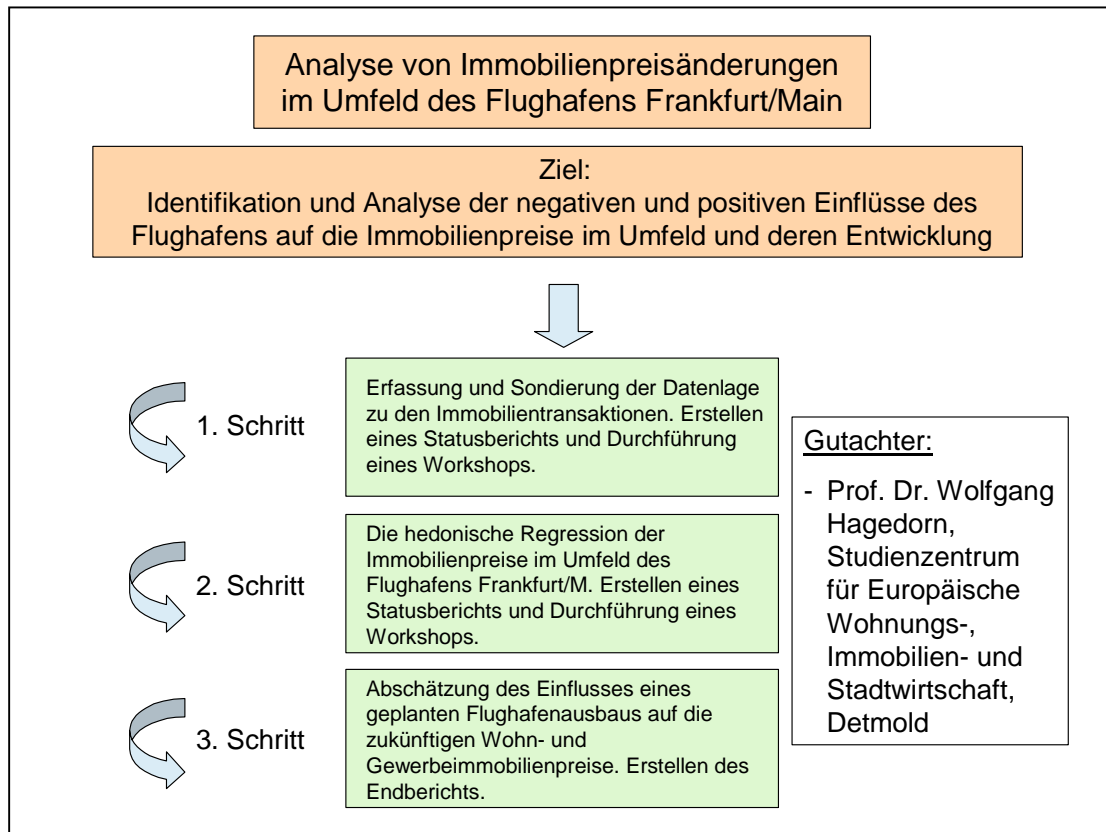 Analyse von Immobilienpreisänderungen
im Umfeld des Flughafens Frankfurt/Main
Ziel:
Identifikation und Analyse der negativen und positiven Einflüsse des
Flughafens auf die Immobilienpreise im Umfeld und deren Entwicklung
1. Schritt
Erfassung und Sondierung der Datenlage
zu den Immobilientransaktionen. Erstellen
eines Statusberichts und Durchführung
eines Workshops.
2. Schritt
Die hedonische Regression der
Immobilienpreise im Umfeld des
Flughafens Frankfurt/M. Erstellen eines
Statusberichts und Durchführung eines
Workshops.
3. Schritt
Abschätzung des Einflusses eines
geplanten Flughafenausbaus auf die
zukünftigen Wohn- und
Gewerbeimmobilienpreise. Erstellen des
Endberichts.
Gutachter:
- Prof. Dr. Wolfgang
Hagedorn,
Studienzentrum
für Europäische
Wohnungs-,
Immobilien- und
Stadtwirtschaft,
Detmold